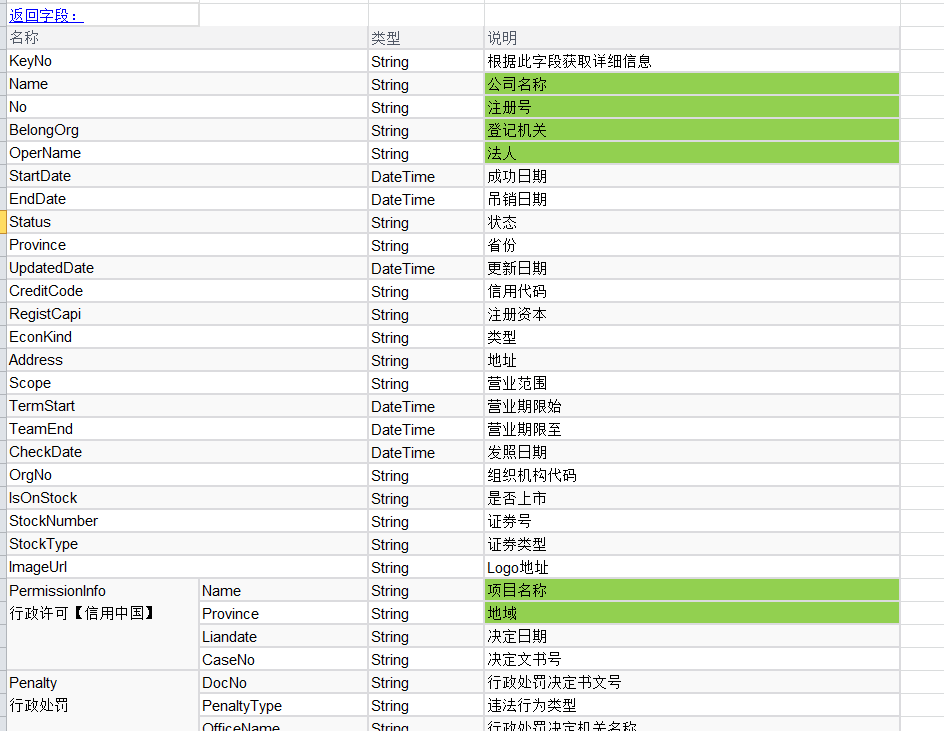 返回字段：
名称 类型 说明
KeyNo String 根据此字段获取详细信息
Name String 公司名称
No String 注册号
BelongOrg String 登记机关
OperName String 法人
StartDate DateTime 成功日期
EndDate DateTime 吊销日期
Status String 状态
Province String 省份
UpdatedDate DateTime 更新日期
CreditCode String 信用代码
RegistCapi String 注册资本
EconKind String 类型
Address String 地址
Scope String 营业范围
TermStart DateTime 营业期限始
TeamEnd DateTime 营业期限至
CheckDate DateTime 发照日期
OrgNo String 组织机构代码
IsOnStock String 是否上市
StockNumber String 证券号
StockType String 证券类型
ImageUrl String Logo地址
PermissionInfo Name String 项目名称
行政许可【信用中国】 Province String 地域
Liandate String 决定日期
CaseNo String 决定文书号
Penalty DocNo String 行政处罚决定书文号
行政处罚 PenaltyType String 违法行为类型
OfficeName String 行政处罚决定机关名称